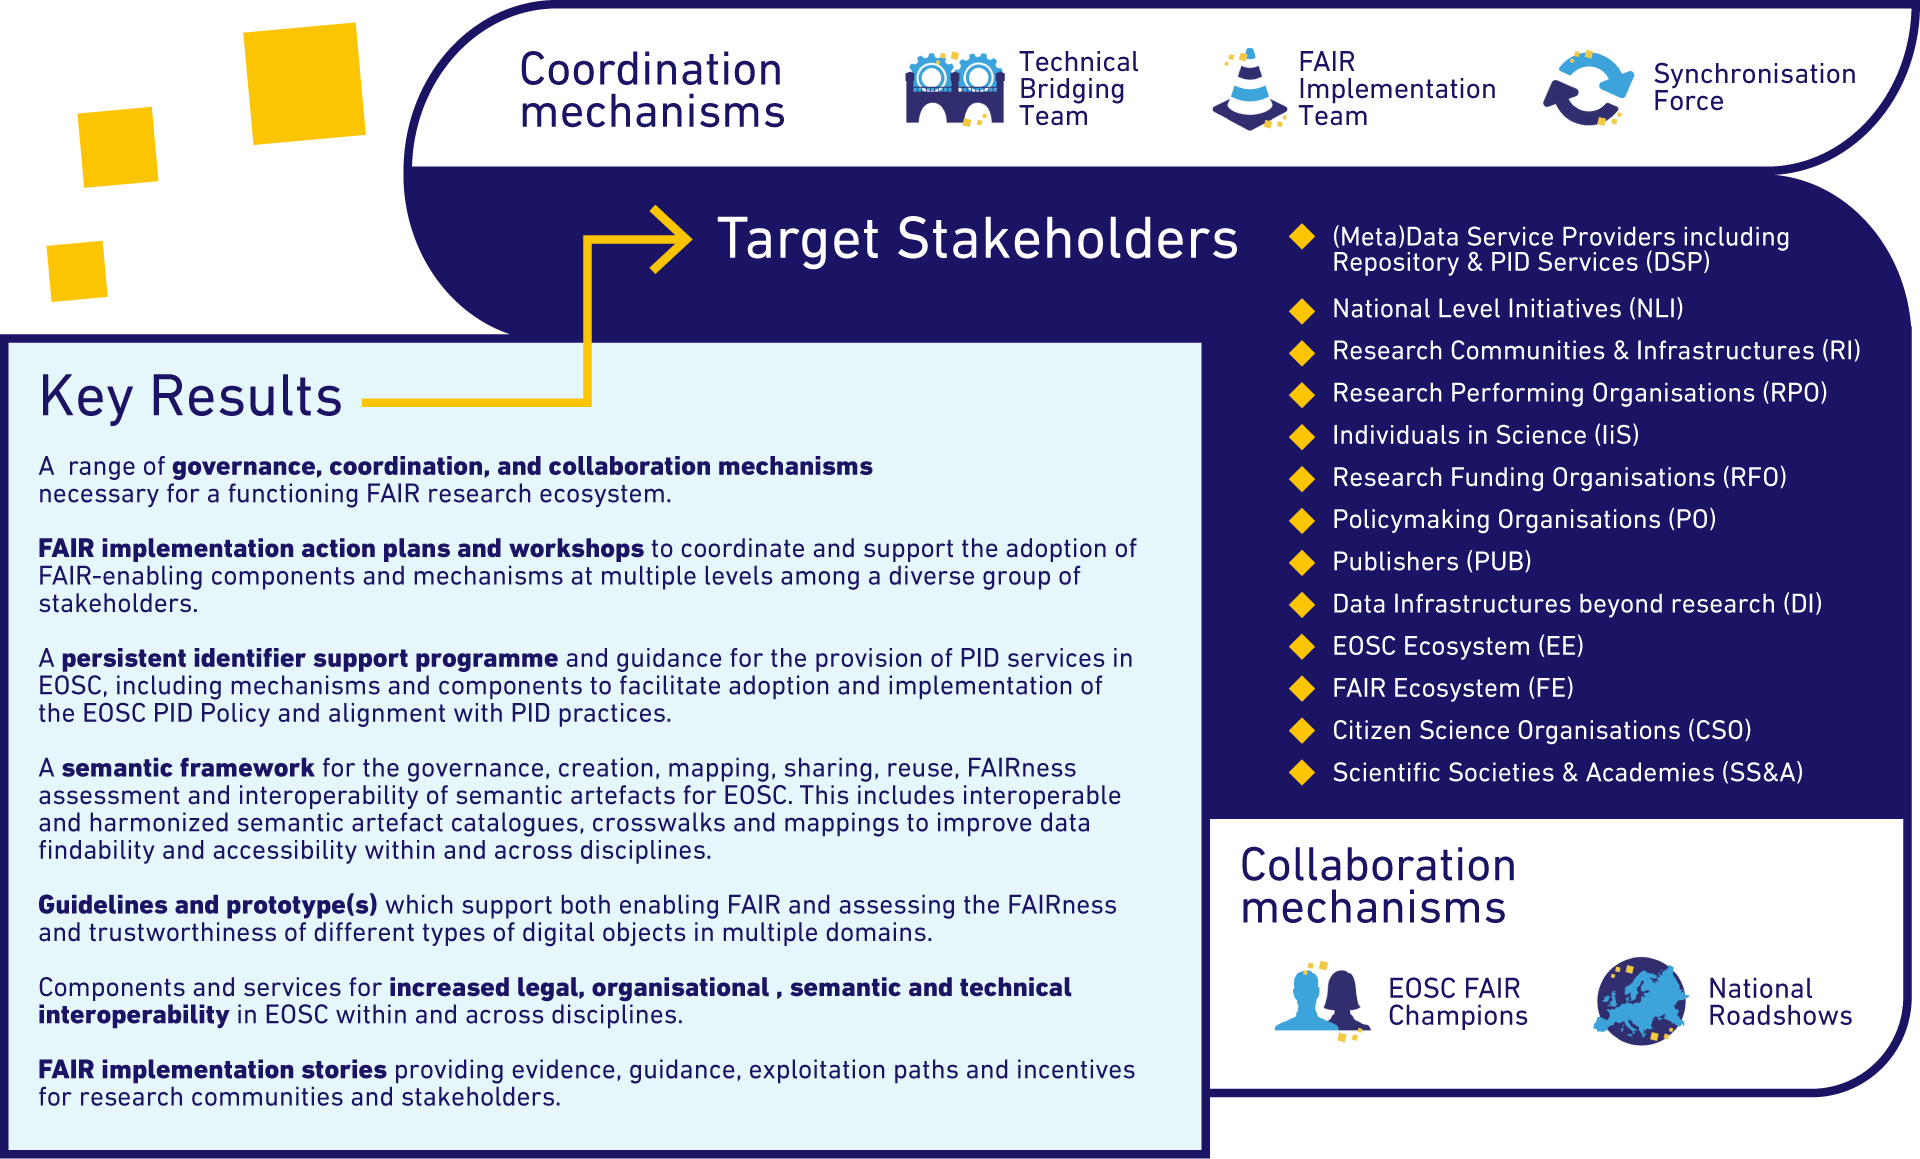 Coordination
mechanisms
Technical
Bridging
Team
FAIR
Implementation
Team
Synchronisation
Force
Target Stakeholders
(Meta)Data Service Providers including
Repository & PID Services (DSP)
National Level Initiatives (NLI)
Research Communities & Infrastructures (RI)
Research Performing Organisations (RPO)
Individuals in Science (IiS)
Research Funding Organisations (RFO)
Policymaking Organisations (PO)
Publishers (PUB)
Data Infrastructures beyond research (DI)
EOSC Ecosystem (EE)
FAIR Ecosystem (FE)
Citizen Science Organisations (CSO)
Scientific Societies & Academies (SS&A)
Key Results
A range of governance, coordination, and collaboration mechanisms
necessary for a functioning FAIR research ecosystem.
FAIR implementation action plans and workshops to coordinate and support the adoption of
FAIR-enabling components and mechanisms at multiple levels among a diverse group of
stakeholders.
A persistent identifier support programme and guidance for the provision of PID services in
EOSC, including mechanisms and components to facilitate adoption and implementation of
the EOSC PID Policy and alignment with PID practices.
A semantic framework for the governance, creation, mapping, sharing, reuse, FAIRness
assessment and interoperability of semantic artefacts for EOSC. This includes interoperable
and harmonized semantic artefact catalogues, crosswalks and mappings to improve data
findability and accessibility within and across disciplines.
Guidelines and prototype(s) which support both enabling FAIR and assessing the FAIRness
and trustworthiness of different types of digital objects in multiple domains.
Components and services for increased legal, organisational , semantic and technical
interoperability in EOSC within and across disciplines.
FAIR implementation stories providing evidence, guidance, exploitation paths and incentives
for research communities and stakeholders.
Collaboration
mechanisms
EOSC FAIR
Champions
National
Roadshows